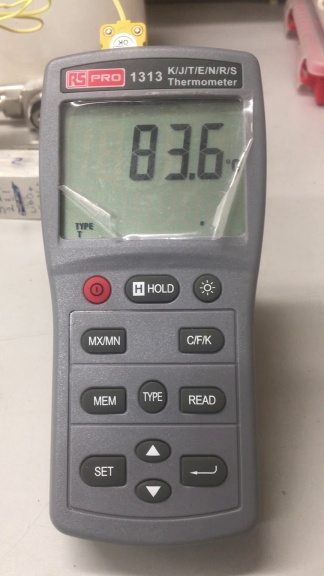 RS PRO 1313 K/J/T/E/N/R/S
Thermometer
83.6 °C
TYPE
T
H HOLD
MX/MN C/F/K
MEM TYPE READ
SET